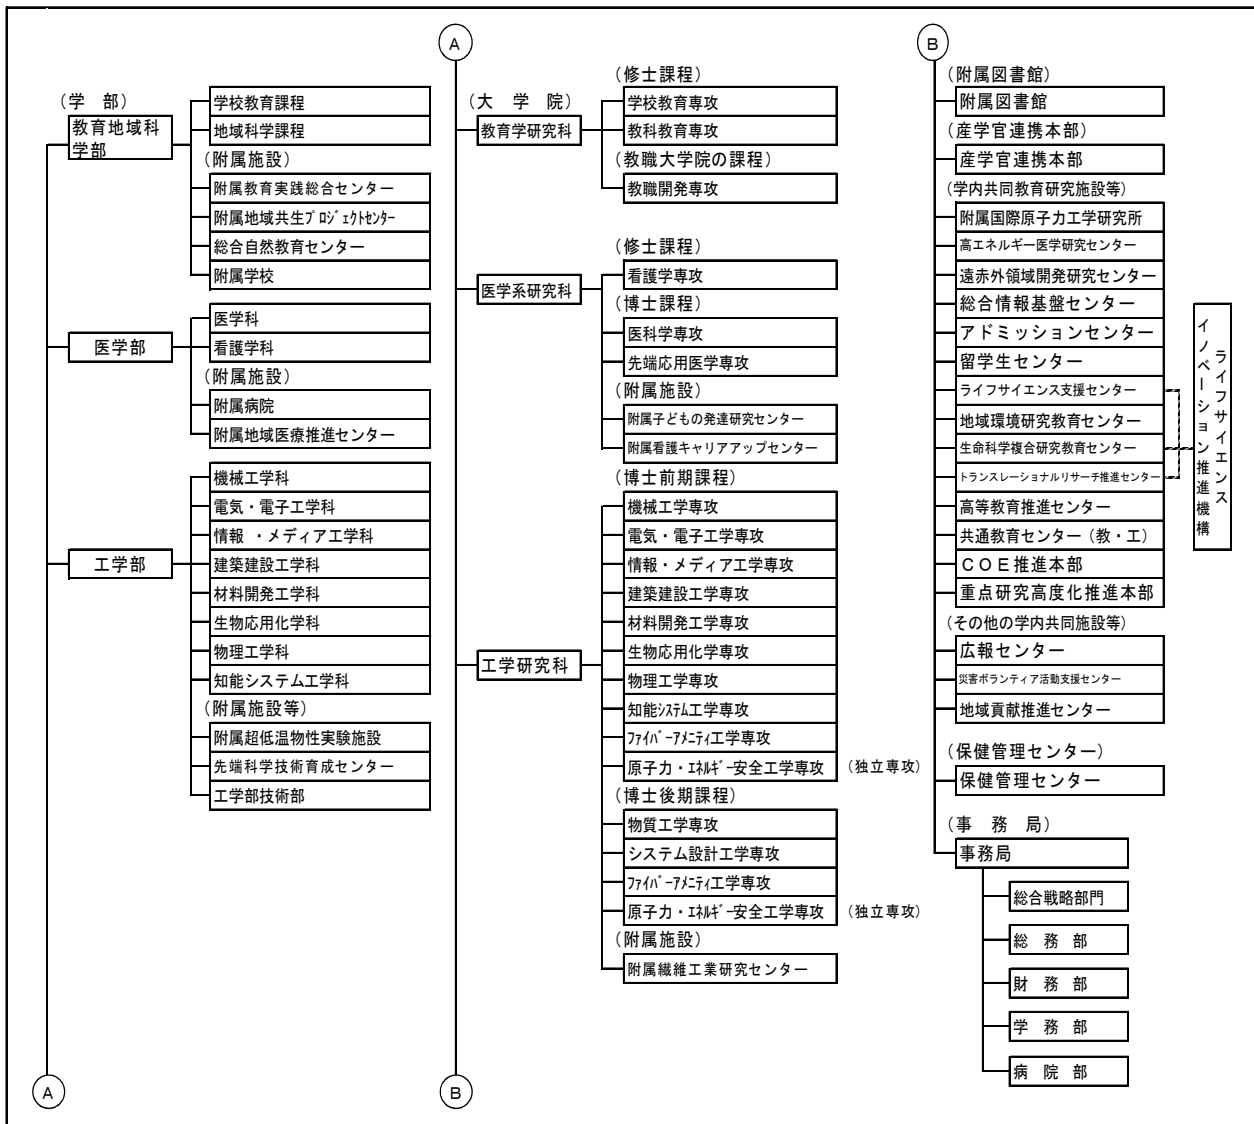 (学　部)
教育地域科
学部
学校教育課程
地域科学課程
(附属施設)
附属教育実践総合センター
附属地域共生プロジェクトセンター
総合自然教育センター
附属学校
医学部
医学科
看護学科
(附属施設)
附属病院
附属地域医療推進センター
工学部
機械工学科
電気・電子工学科
情報 ・メディア工学科
建築建設工学科
材料開発工学科
生物応用化学科
物理工学科
知能システム工学科
(附属施設等)
附属超低温物性実験施設
先端科学技術育成センター
工学部技術部
A
A
(大　学　院)
教育学研究科
(修士課程)
学校教育専攻
教科教育専攻
(教職大学院の課程)
教職開発専攻
医学系研究科
(修士課程)
看護学専攻
(博士課程)
医科学専攻
先端応用医学専攻
(附属施設)
附属子どもの発達研究センター
附属看護キャリアアップセンター
工学研究科
(博士前期課程)
機械工学専攻
電気・電子工学専攻
情報・メディア工学専攻
建築建設工学専攻
材料開発工学専攻
生物応用化学専攻
物理工学専攻
知能システム工学専攻
ファイバーアメニティ工学専攻
原子力・エネルギー安全工学専攻 (独立専攻)
(博士後期課程)
物質工学専攻
システム設計工学専攻
ファイバーアメニティ工学専攻
原子力・エネルギー安全工学専攻 (独立専攻)
(附属施設)
附属繊維工業研究センター
B
B
(附属図書館)
附属図書館
(産学官連携本部)
産学官連携本部
(学内共同教育研究施設等)
附属国際原子力工学研究所
高エネルギー医学研究センター
遠赤外領域開発研究センター
総合情報基盤センター
アドミッションセンター
留学生センター
ライフサイエンス支援センター
地域環境研究教育センター
生命科学複合研究教育センター
トランスレーショナルリサーチ推進センター
高等教育推進センター
共通教育センター（教・工）
ＣＯＥ推進本部
重点研究高度化推進本部
ライフサイエンス
イノベーション推進機構
(その他の学内共同施設等)
広報センター
災害ボランティア活動支援センター
地域貢献推進センター
(保健管理センター)
保健管理センター
(事　務　局)
事務局
総合戦略部門
総　務　部
財　務　部
学　務　部
病　院　部